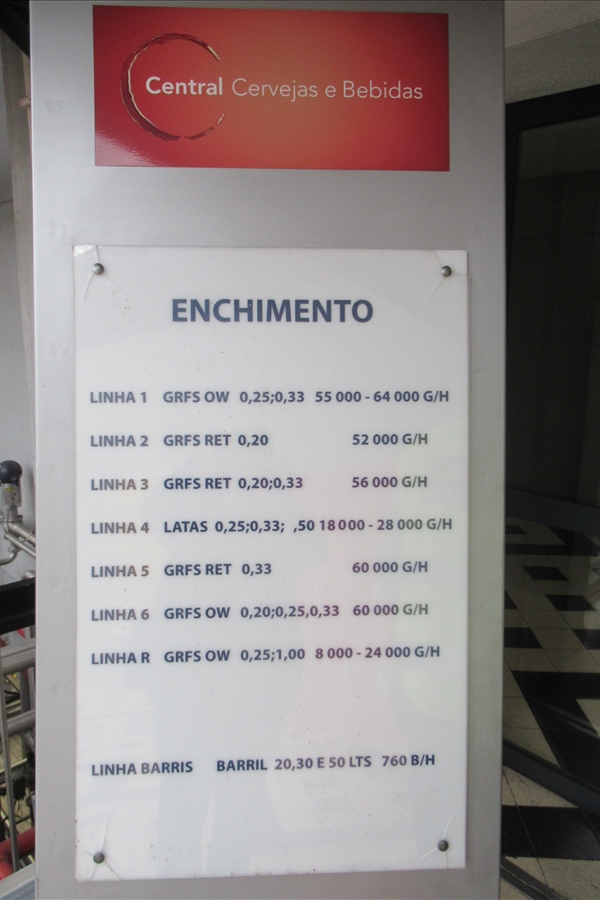 Central Cervejas e Bebidas
ENCHIMENTO
LINHA 1 GRFS OW 0,25;0,33 55 000 - 64 000 G/H
LINHA 2 GRFS RET 0,20 52 000 G/H
LINHA 3 GRFS RET 0,20;0,33 56 000 G/H
LINHA 4 LATAS 0,25;0,33; ,50 18 000 - 28 000 G/H
LINHA 5 GRFS RET 0,33 60 000 G/H
LINHA 6 GRFS OW 0,20;0,25,0,33 60 000 G/H
LINHA R GRFS OW 0,25;1,00 8 000 - 24 000 G/H
LINHA BARRIS BARRIL 20,30 E 50 LTS 760 B/H